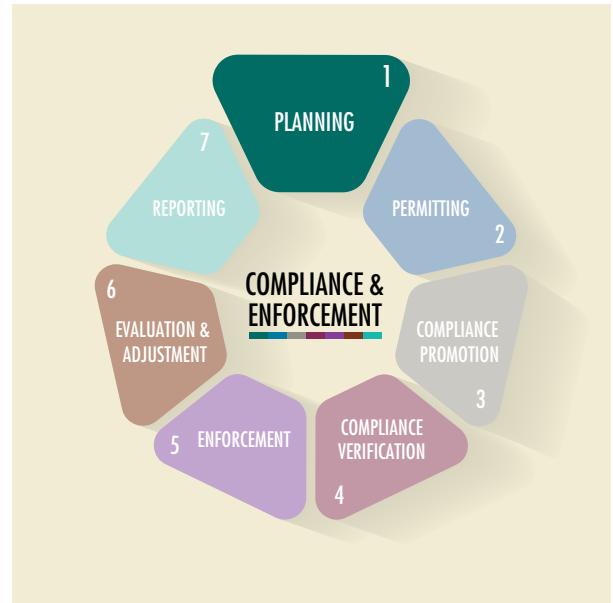 COMPLIANCE &
ENFORCEMENT
1
PLANNING
PERMITTING
2
COMPLIANCE
PROMOTION
3
COMPLIANCE
VERIFICATION
4
ENFORCEMENT
5
6
EVALUATION &
ADJUSTMENT
7
REPORTING